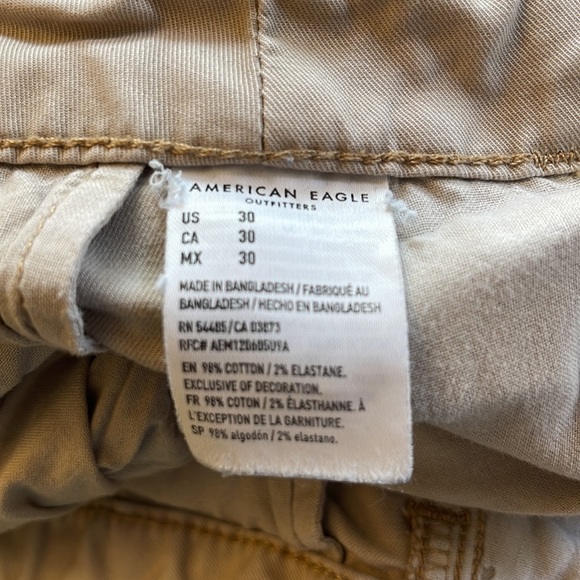 AMERICAN EAGLE
OUTFITTERS
US 30
CA 30
MX 30
MADE IN BANGLADESH / FABRIQUÉ AU
BANGLADESH / HECHO EN BANGLADESH
RN 54485/CA 03873
RFC# AEM1206050YA
EN 98% COTTON / 2% ELASTANE.
EXCLUSIVE OF DECORATION.
FR 98% COTON / 2% ÉLASTHANNE. À
L'EXCEPTION DE LA GARNITURE.
SP 98% algodón / 2% elastano.